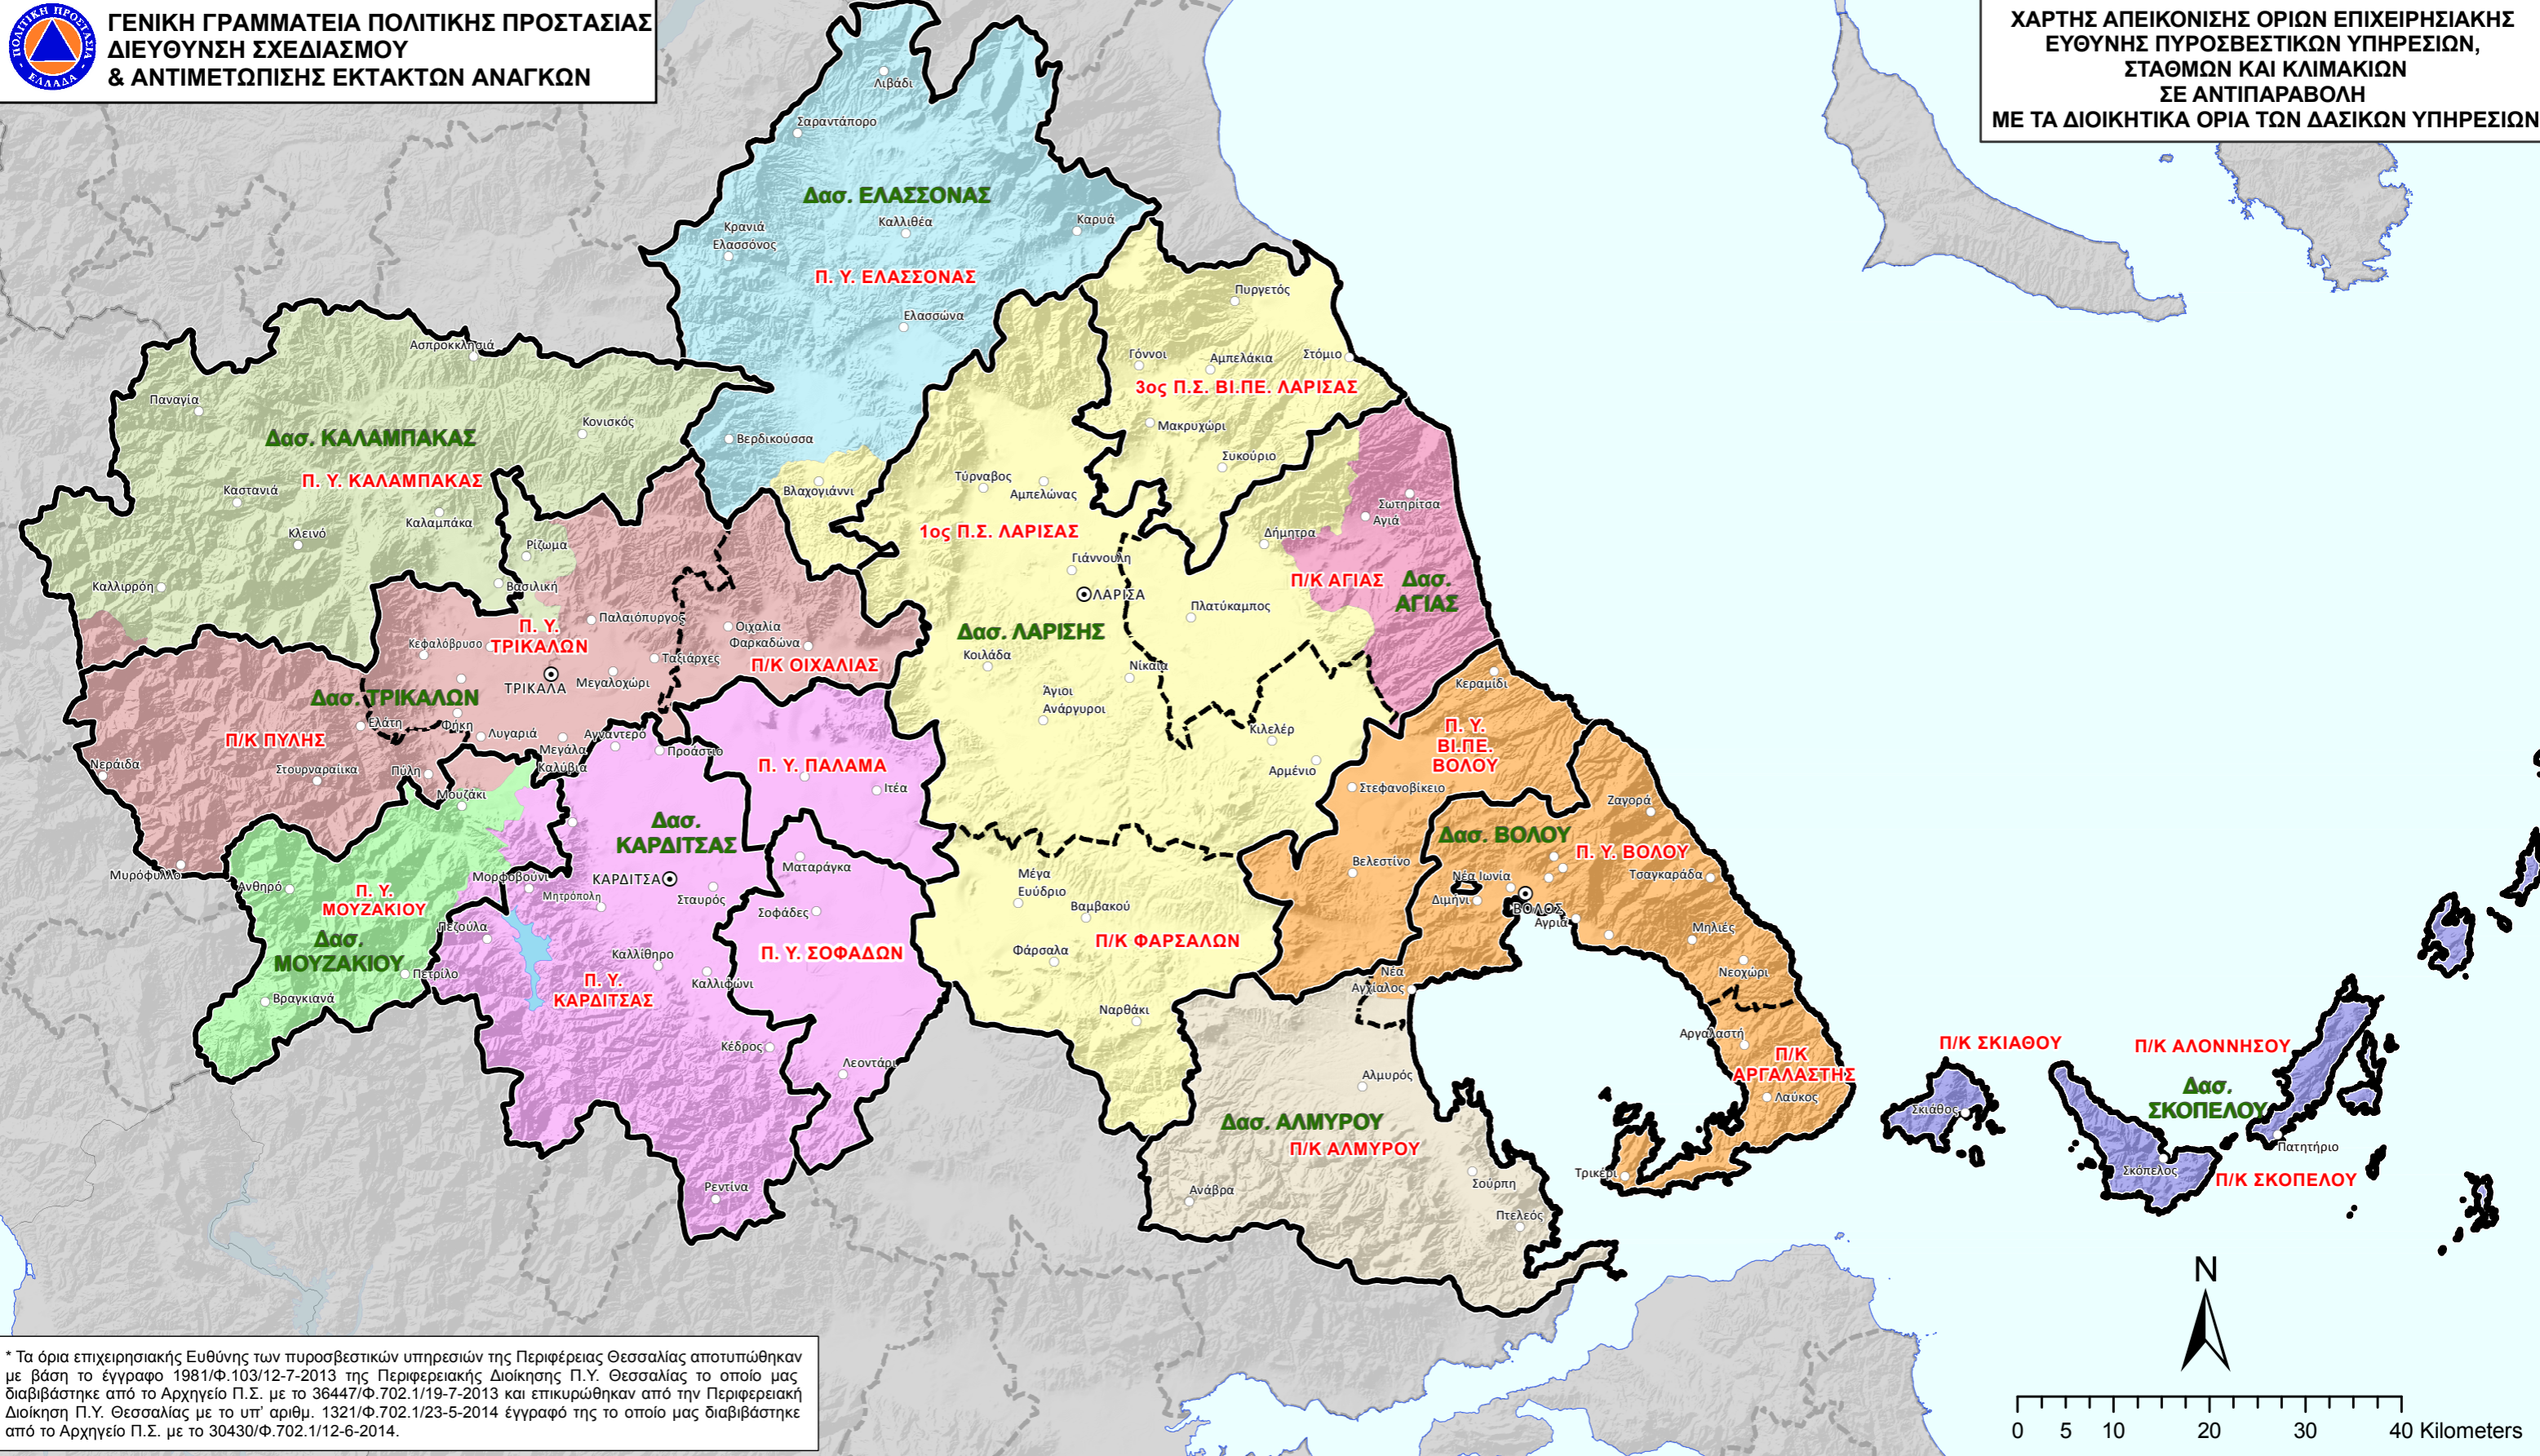 ΠΟΛΙΤΙΚΗ ΠΡΟΣΤΑΣΙΑ
ΕΛΛΑΔΑ
ΓΕΝΙΚΗ ΓΡΑΜΜΑΤΕΙΑ ΠΟΛΙΤΙΚΗΣ ΠΡΟΣΤΑΣΙΑΣ
ΔΙΕΥΘΥΝΣΗ ΣΧΕΔΙΑΣΜΟΥ
& ΑΝΤΙΜΕΤΩΠΙΣΗΣ ΕΚΤΑΚΤΩΝ ΑΝΑΓΚΩΝ
ΧΑΡΤΗΣ ΑΠΕΙΚΟΝΙΣΗΣ ΟΡΙΩΝ ΕΠΙΧΕΙΡΗΣΙΑΚΗΣ
ΕΥΘΥΝΗΣ ΠΥΡΟΣΒΕΣΤΙΚΩΝ ΥΠΗΡΕΣΙΩΝ,
ΣΤΑΘΜΩΝ ΚΑΙ ΚΛΙΜΑΚΙΩΝ
ΣΕ ΑΝΤΙΠΑΡΑΒΟΛΗ
ΜΕ ΤΑ ΔΙΟΙΚΗΤΙΚΑ ΟΡΙΑ ΤΩΝ ΔΑΣΙΚΩΝ ΥΠΗΡΕΣΙΩΝ
Λιβάδι
Σαραντάπορο
Δασ. ΕΛΑΣΣΟΝΑΣ
Καλλιθέα
Καρυά
Κρανιά
Ελασσόνος
Π. Υ. ΕΛΑΣΣΟΝΑΣ
Ελασσώνα
Βερδικούσσα
Βλαχογιάννι
Πυργετός
Γόννοι
Αμπελάκια
Στόμιο
3ος Π.Σ. ΒΙ.ΠΕ. ΛΑΡΙΣΑΣ
Μακρυχώρι
Συκούριο
Ασπροκκλησιά
Παναγία
Κονισκός
Δασ. ΚΑΛΑΜΠΑΚΑΣ
Π. Υ. ΚΑΛΑΜΠΑΚΑΣ
Καστανιά
Καλαμπάκα
Κλεινό
Ρίζωμα
Καλλιρρόη
Βασιλική
Τύρναβος
Αμπελώνας
1ος Π.Σ. ΛΑΡΙΣΑΣ
Γιάννουλη
ΛΑΡΙΣΑ
Δασ. ΛΑΡΙΣΗΣ
Κοιλάδα
Νίκαια
Άγιοι
Ανάργυροι
Πλατύκαμπος
Δήμητρα
Σωτηρίτσα
Αγιά
Π/Κ ΑΓΙΑΣ
Δασ.
ΑΓΙΑΣ
Κιλελέρ
Αρμένιο
Π. Υ.
ΤΡΙΚΑΛΩΝ
Παλαιόπυργος
Κεφαλόβρυσο
Οιχαλία
Φαρκαδώνα
Ταξιάρχες
Π/Κ ΟΙΧΑΛΙΑΣ
ΤΡΙΚΑΛΑ
Μεγαλοχώρι
Δασ. ΤΡΙΚΑΛΩΝ
Ελάτη
Φήκη
Λυγαριά
Π/Κ ΠΥΛΗΣ
Νεράιδα
Στουρναραίικα
Πύλη
Μυρόφυλλο
Μεγάλα
Καλύβια
Αγναντερό
Προάστιο
Π. Υ. ΠΑΛΑΜΑ
Ιτέα
Μουζάκι
Δασ.
ΚΑΡΔΙΤΣΑΣ
Ματαράγκα
ΚΑΡΔΙΤΣΑ
Μορφοβούνι
Μητρόπολη
Σταυρός
Σοφάδες
Π. Υ. ΣΟΦΑΔΩΝ
Ανθηρό
Π. Υ.
ΜΟΥΖΑΚΙΟΥ
Δασ.
ΜΟΥΖΑΚΙΟΥ
Πεζούλα
Πετρίλο
Βραγκιανά
Καλλίθηρο
Καλλιφώνι
Π. Υ.
ΚΑΡΔΙΤΣΑΣ
Κέδρος
Λεοντάρι
Ρεντίνα
Μέγα
Ευύδριο
Βαμβακού
Φάρσαλα
Π/Κ ΦΑΡΣΑΛΩΝ
Ναρθάκι
Κεραμίδι
Π. Υ.
ΒΙ.ΠΕ.
ΒΟΛΟΥ
Στεφανοβίκειο
Βελεστίνο
Ζαγορά
Δασ. ΒΟΛΟΥ
Π. Υ. ΒΟΛΟΥ
Τσαγκαράδα
Νέα Ιωνία
Διμήνι
ΒΟΛΟΣ
Αγριά
Μηλιές
Νεοχώρι
Νέα
Αγχίαλος
Αργαλαστή
Π/Κ
ΑΡΓΑΛΑΣΤΗΣ
Λαύκος
Τρικέρι
Αλμυρός
Δασ. ΑΛΜΥΡΟΥ
Π/Κ ΑΛΜΥΡΟΥ
Ανάβρα
Σούρπη
Πτελεός
Π/Κ ΣΚΙΑΘΟΥ
Σκιάθος
Π/Κ ΑΛΟΝΝΗΣΟΥ
Δασ.
ΣΚΟΠΕΛΟΥ
Πατητήριο
Σκόπελος
Π/Κ ΣΚΟΠΕΛΟΥ
N
0 5 10 20 30 40 Kilometers
* Τα όρια επιχειρησιακής Ευθύνης των πυροσβεστικών υπηρεσιών της Περιφέρειας Θεσσαλίας αποτυπώθηκαν
με βάση το έγγραφο 1981/Φ.103/12-7-2013 της Περιφερειακής Διοίκησης Π.Υ. Θεσσαλίας το οποίο μας
διαβιβάστηκε από το Αρχηγείο Π.Σ. με το 36447/Φ.702.1/19-7-2013 και επικυρώθηκαν από την Περιφερειακή
Διοίκηση Π.Υ. Θεσσαλίας με το υπ' αριθμ. 1321/Φ.702.1/23-5-2014 έγγραφό της το οποίο μας διαβιβάστηκε
από το Αρχηγείο Π.Σ. με το 30430/Φ.702.1/12-6-2014.